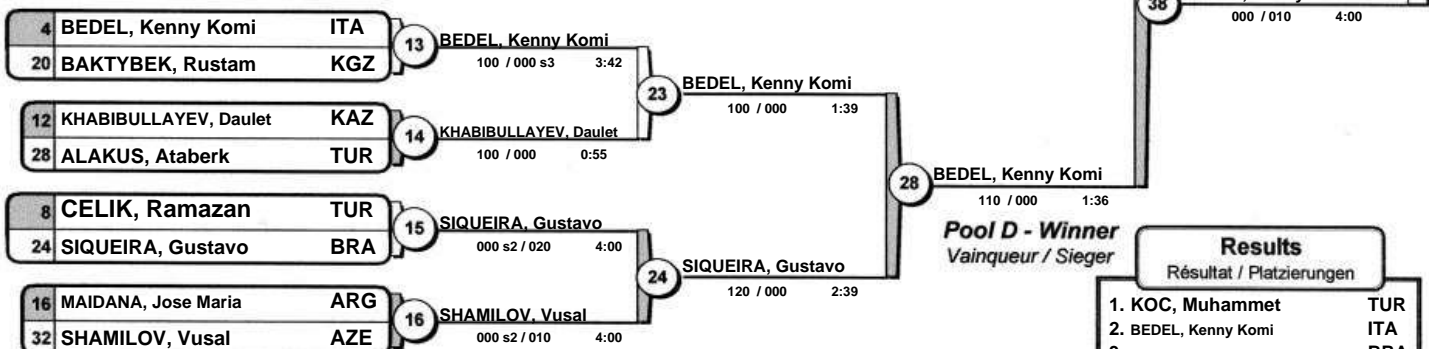 38
000 / 010 4:00
4 BEDEL, Kenny Komi ITA
20 BAKTYBEK, Rustam KGZ
13
BEDEL, Kenny Komi
100 / 000 s3 3:42
12 KHABIBULLAYEV, Daulet KAZ
28 ALAKUS, Ataberk TUR
14
KHABIBULLAYEV, Daulet
100 / 000 0:55
23
BEDEL, Kenny Komi
100 / 000 1:39
8 CELIK, Ramazan TUR
24 SIQUEIRA, Gustavo BRA
15
SIQUEIRA, Gustavo
000 s2 / 020 4:00
16 MAIDANA, Jose Maria ARG
32 SHAMILOV, Vusal AZE
16
SHAMILOV, Vusal
000 s2 / 010 4:00
24
SIQUEIRA, Gustavo
120 / 000 2:39
28
BEDEL, Kenny Komi
110 / 000 1:36
Pool D - Winner
Vainqueur / Sieger
Results
Résultat / Platzierungen
1. KOC, Muhammet TUR
2. BEDEL, Kenny Komi ITA
BRA